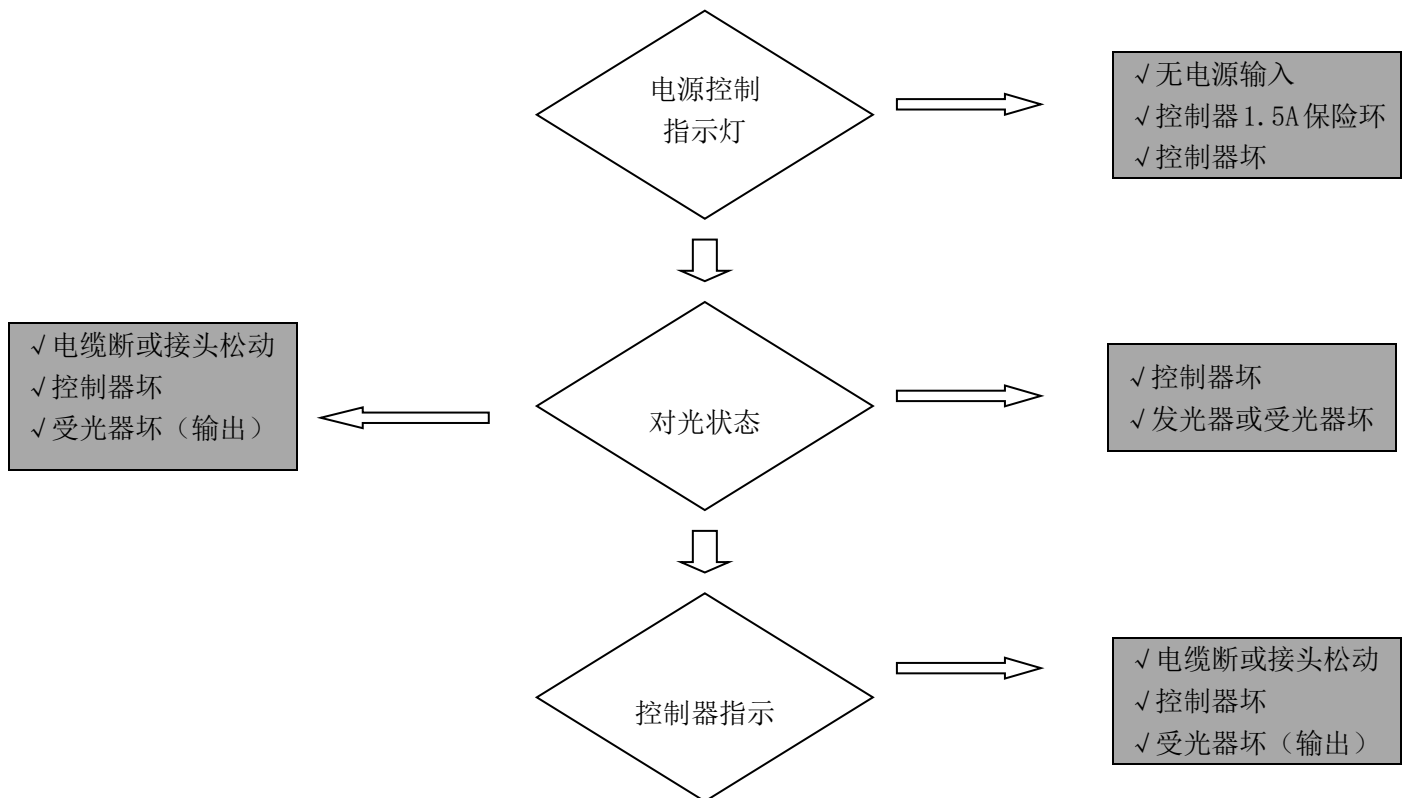 电源控制
指示灯
√无电源输入
√控制器1.5A保险环
√控制器坏
√电缆断或接头松动
√控制器坏
√受光器坏（输出）
对光状态
√控制器坏
√发光器或受光器坏
控制器指示
√电缆断或接头松动
√控制器坏
√受光器坏（输出）